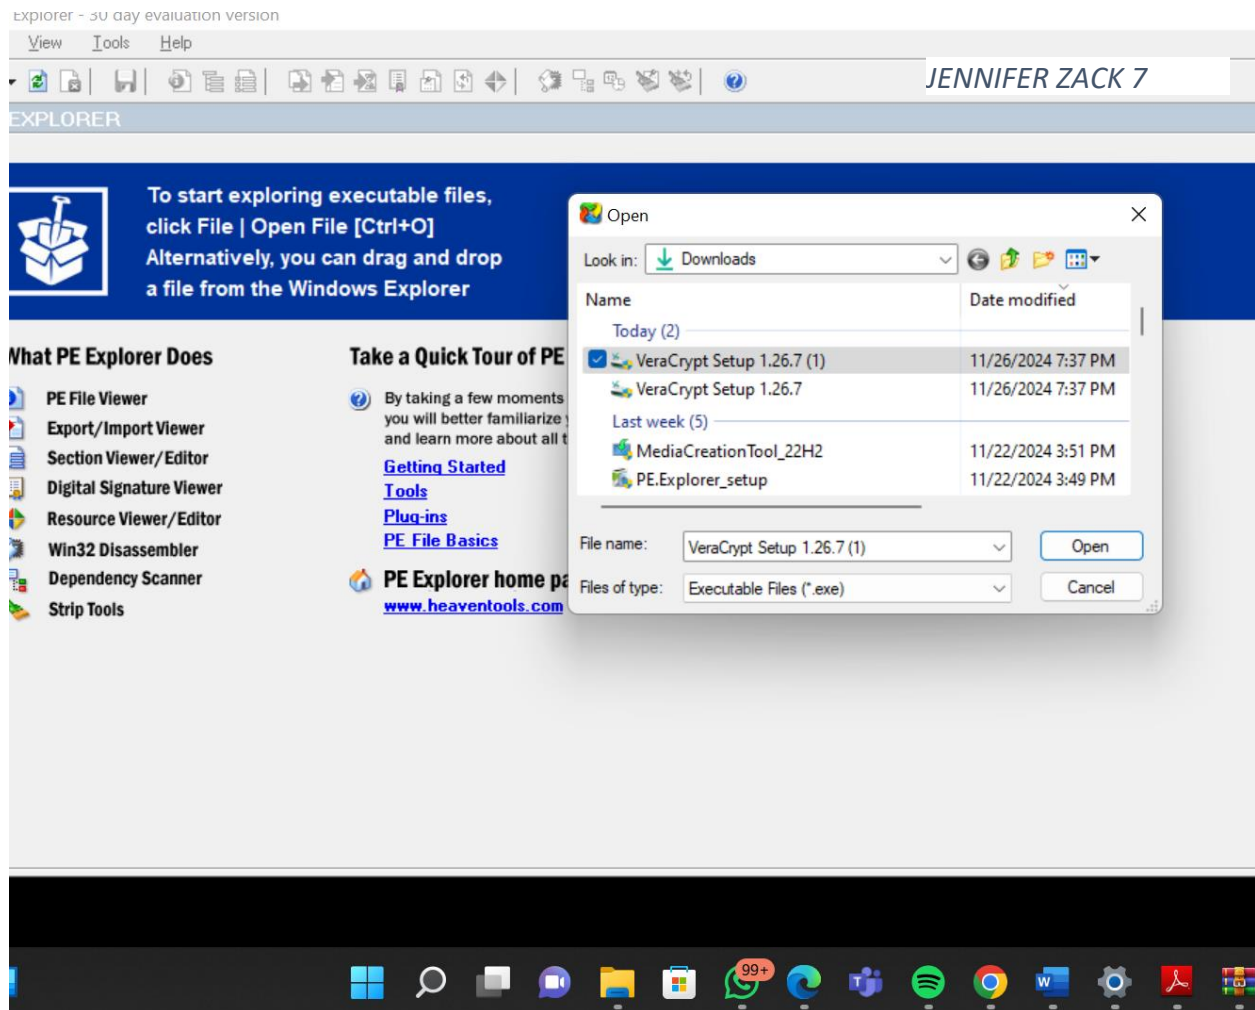 Explorer - 30 day evaluation version
View Tools Help
JENNIFER ZACK 7
EXPLORER
To start exploring executable files,
click File | Open File [Ctrl+O]
Alternatively, you can drag and drop
a file from the Windows Explorer
What PE Explorer Does
PE File Viewer
Export/Import Viewer
Section Viewer/Editor
Digital Signature Viewer
Resource Viewer/Editor
Win32 Disassembler
Dependency Scanner
Strip Tools
Take a Quick Tour of PE
By taking a few moments
you will better familiarize
and learn more about all t
Getting Started
Tools
Plug-ins
PE File Basics
PE Explorer home pa
www.heaventools.com
Open
Look in: Downloads
Name Date modified
Today (2)
VeraCrypt Setup 1.26.7 (1) 11/26/2024 7:37 PM
VeraCrypt Setup 1.26.7 11/26/2024 7:37 PM
Last week (5)
MediaCreationTool_22H2 11/22/2024 3:51 PM
PE.Explorer_setup 11/22/2024 3:49 PM
File name: VeraCrypt Setup 1.26.7 (1) Open
Files of type: Executable Files (*.exe) Cancel
99+